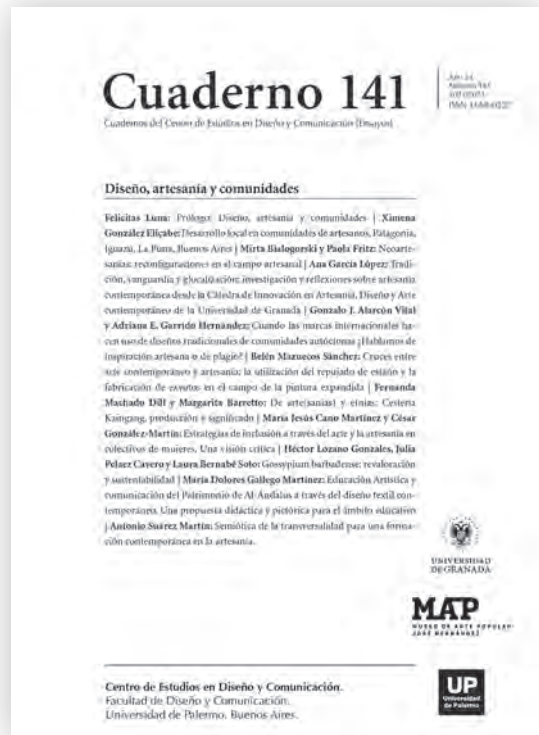 Cuaderno 141
Cuadernos del Centro de Estudios en Diseño y Comunicación [Ensayos]
Diseño, artesanía y comunidades
Felicitas Luna: Prólogo: Diseño, artesanía y comunidades | Ximena
González Eliçabe: Desarrollo local en comunidades de artesanos. Patagonia,
Iguazú, La Puna, Buenos Aires | Mirta Bialogorski y Paola Fritz: Neoarte-
sanías: reconfiguraciones en el campo artesanal | Ana García López: Tradi-
ción, vanguardia y glocalización: investigación y reflexiones sobre artesanía
contemporánea desde la Cátedra de Innovación en Artesanía, Diseño y Arte
contemporáneo de la Universidad de Granada | Gonzalo J. Alarcón Vital
y Adriana E. Garrido Hernández: Cuando las marcas internacionales ha-
cen uso de diseños tradicionales de comunidades autóctonas ¿Hablamos de
inspiración artesana o de plagio? | Belén Mazuecos Sánchez: Cruces entre
arte contemporáneo y artesanía: la utilización del repujado de estaño y la
fabricación de exvotos en el campo de la pintura expandida | Fernanda
Machado Dill y Margarita Barretto: De arte(sanías) y etnias: Cestería
Kaingang, producción y significado | María Jesús Cano Martínez y César
González-Martín: Estrategias de inclusión a través del arte y la artesanía en
colectivos de mujeres. Una visión crítica | Héctor Lozano Gonzales, Julia
Pelaez Cavero y Laura Bernabé Soto: Gossypium barbadense: revaloración
y sustentabilidad | María Dolores Gallego Martínez: Educación Artística y
comunicación del Patrimonio de Al-Ándalus a través del diseño textil con-
temporáneo. Una propuesta didáctica y pictórica para el ámbito educativo
| Antonio Suárez Martín: Semiótica de la transversalidad para una forma-
ción contemporánea en la artesanía.
UNIVERSIDAD
DE GRANADA
MAP
MUSEO DE ARTE POPULAR
JOSÉ HERNÁNDEZ
Centro de Estudios en Diseño y Comunicación.
Facultad de Diseño y Comunicación.
Universidad de Palermo. Buenos Aires.
UP
Universidad
de Palermo